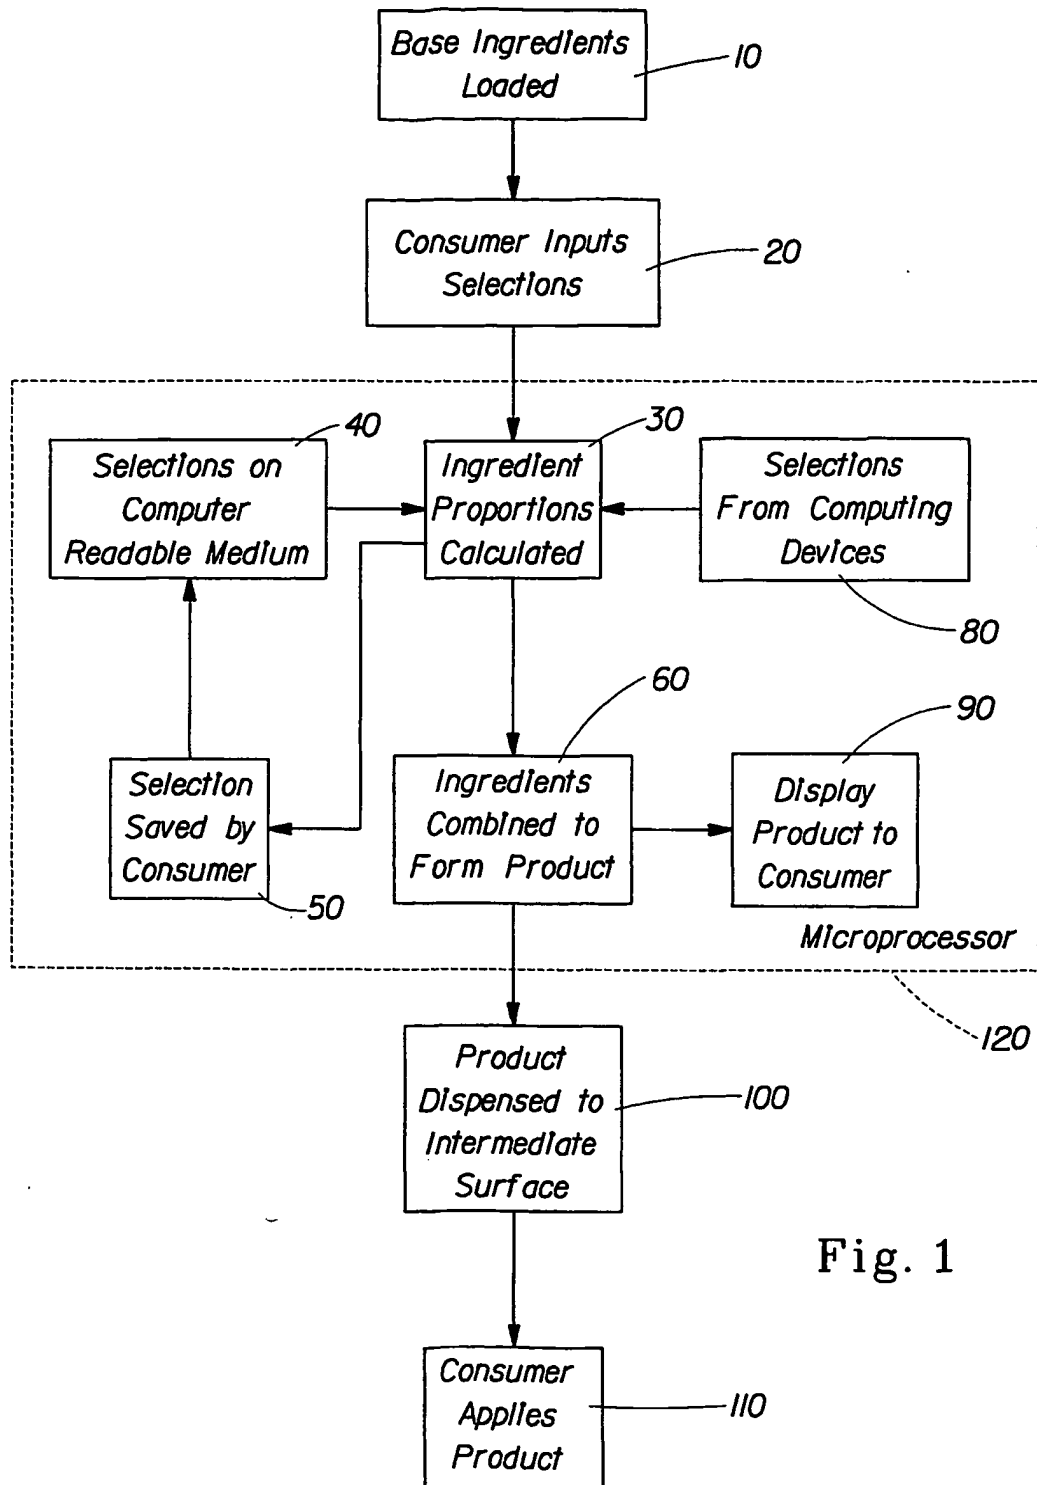 Base Ingredients
Loaded
10
Consumer Inputs
Selections
20
40
Selections on
Computer
Readable Medium
30
Ingredient
Proportions
Calculated
Selections
From Computing
Devices
80
60
90
Selection
Saved by
Consumer
50
Ingredients
Combined to
Form Product
Display
Product to
Consumer
Microprocessor
120
Product
Dispensed to
Intermediate
Surface
100
Fig. 1
Consumer
Applies
Product
110